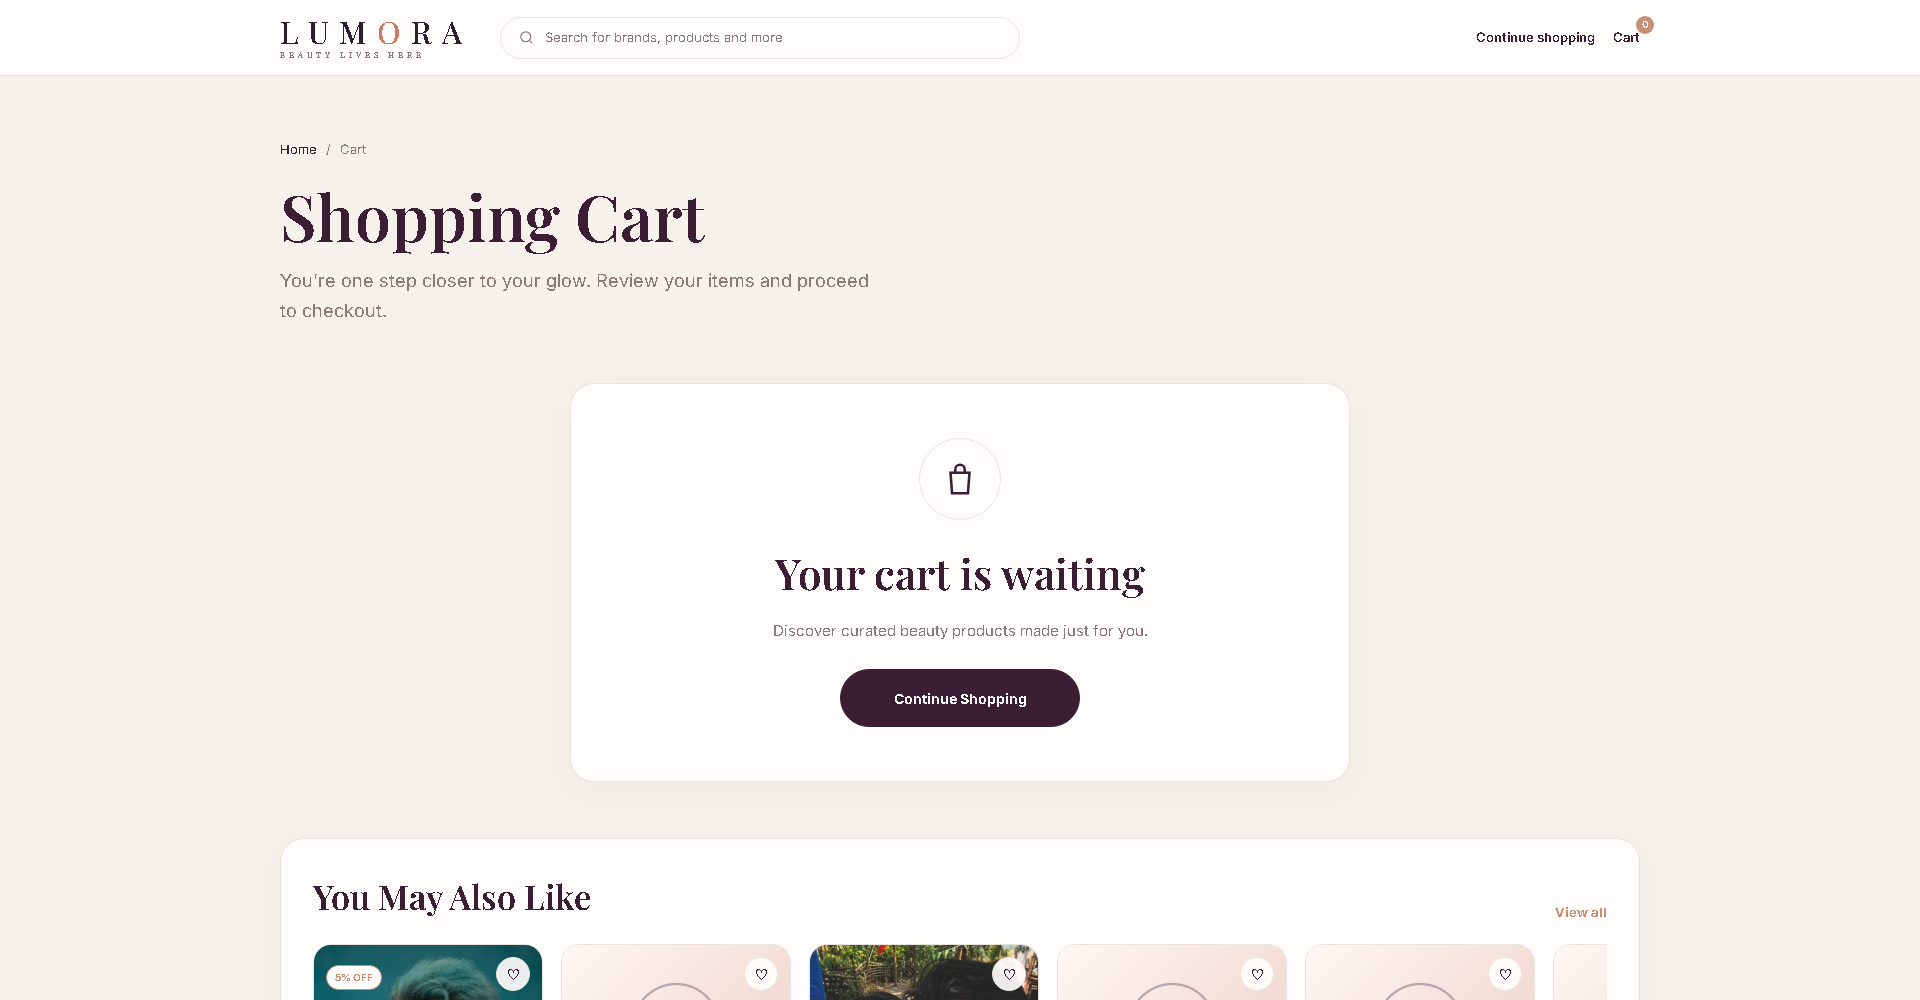 LUMORA
BEAUTY LIVES HERE
Search for brands, products and more
Continue shopping
Cart
0
Home / Cart
Shopping Cart
You're one step closer to your glow. Review your items and proceed
to checkout.
Your cart is waiting
Discover curated beauty products made just for you.
Continue Shopping
You May Also Like
View all
5% OFF